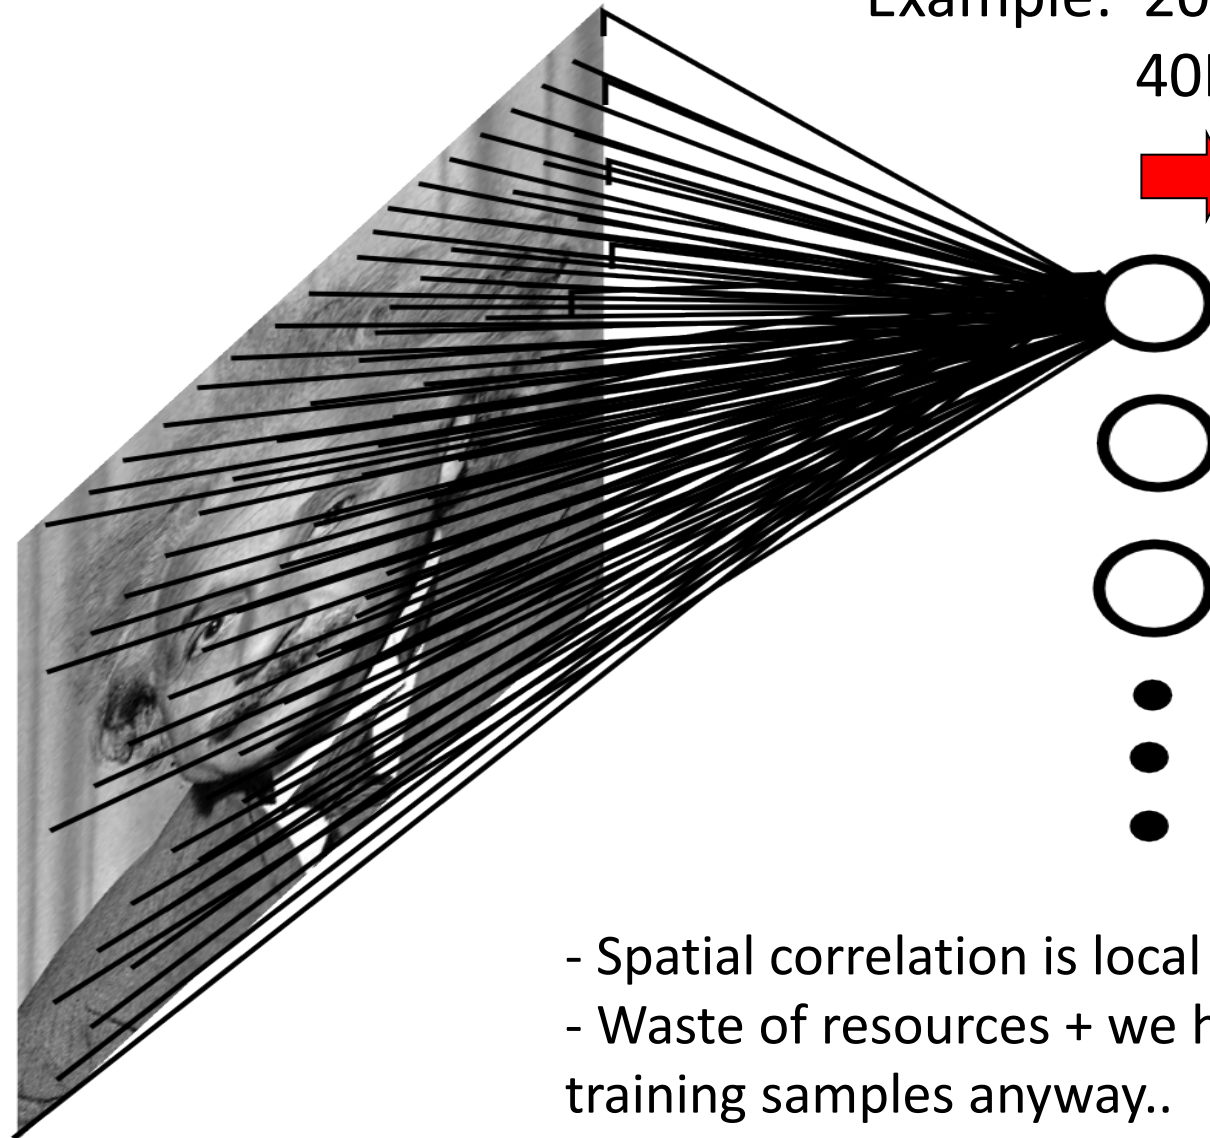 Example: 20
40
- Spatial correlation is local
- Waste of resources + we
training samples anyway..